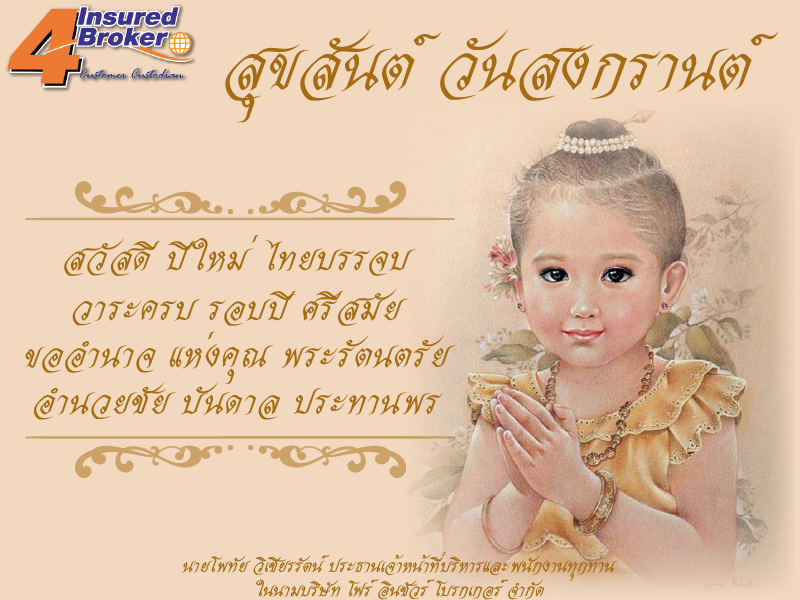 4 Insured
Broker
Customer Custodian
สุขสันต์ วันสงกรานต์
สวัสดี ปีใหม่ ไทยบรรจบ
วาระครบ รอบปี ศรีสมัย
ขออำนาจ แห่งคุณ พระรัตนตรัย
อำนวยชัย บันดาล ประทานพร
นายโพทัย วิเชียรรัตน์ ประธานเจ้าหน้าที่บริหารและพนักงานทุกท่าน
ในนามบริษัท โฟร์ อินชัวร์ โบรกเกอร์ จำกัด